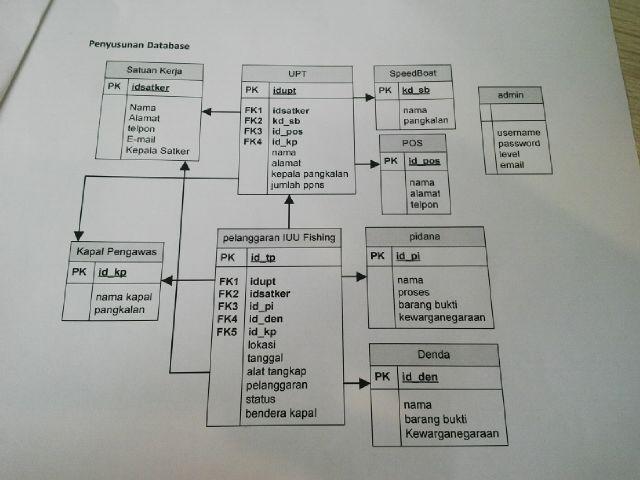 Penyusunan Database
Satuan Kerja
PK idsatker
Nama
Alamat
telpon
E-mail
Kepala Satker
UPT
PK idupt
FK1 idsatker
FK2 kd_sb
FK3 id_pos
FK4 id_kp
nama
alamat
kepala pangkalan
jumlah ppns
SpeedBoat
PK kd_sb
nama
pangkalan
admin
username
password
level
email
POS
PK id_pos
nama
alamat
telpon
Kapal Pengawas
PK id_kp
nama kapal
pangkalan
pelanggaran IUU Fishing
PK id_tp
FK1 idupt
FK2 idsatker
FK3 id_pi
FK4 id_den
FK5 id_kp
lokasi
tanggal
alat tangkap
pelanggaran
status
bendera kapal
pidana
PK id_pi
nama
proses
barang bukti
kewarganegaraan
Denda
PK id_den
nama
barang bukti
Kewarganegaraan